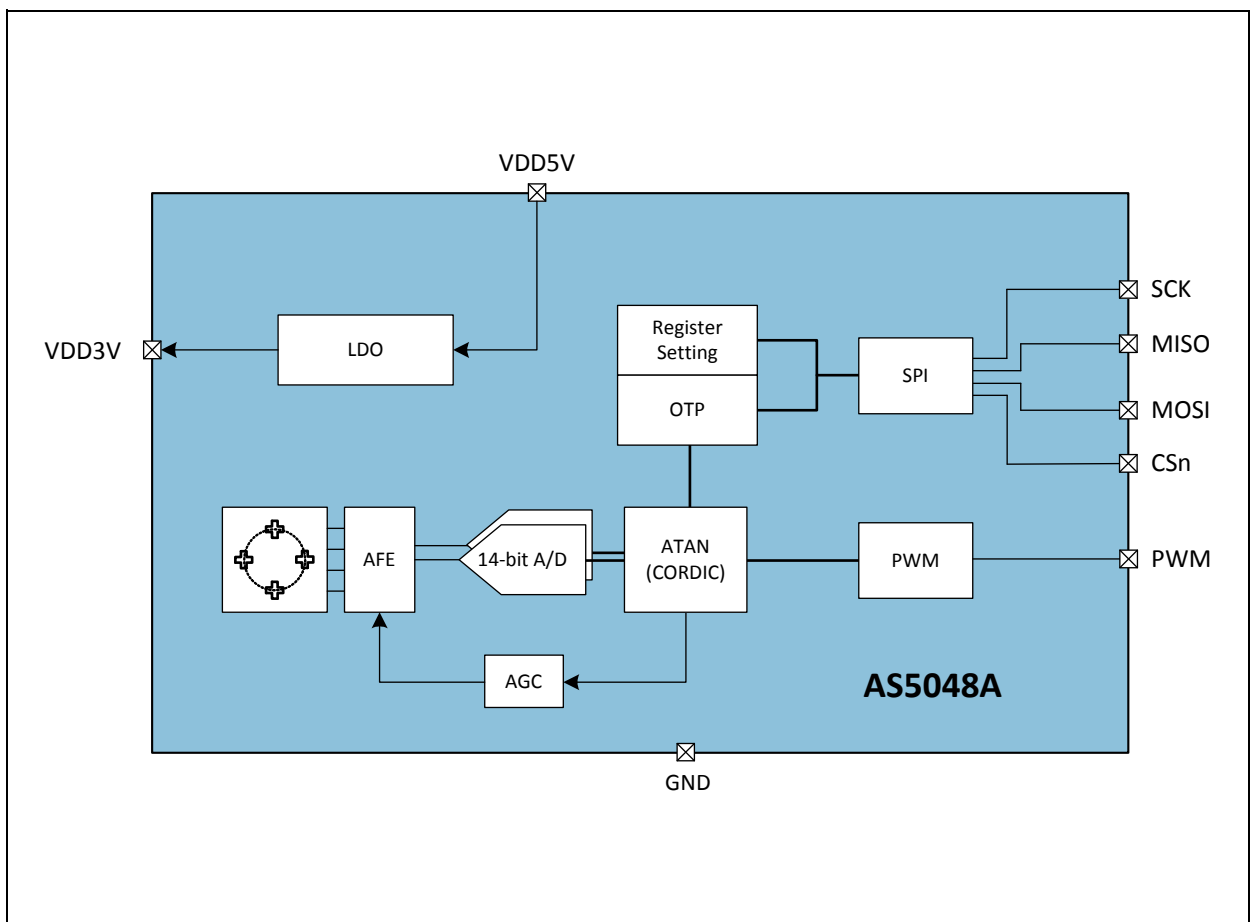 VDD5V
SCK
VDD3V
LDO
Register
Setting
MISO
SPI
OTP
MOSI
CSn
AFE
14-bit A/D
ATAN
(CORDIC)
PWM
PWM
AGC
AS5048A
GND